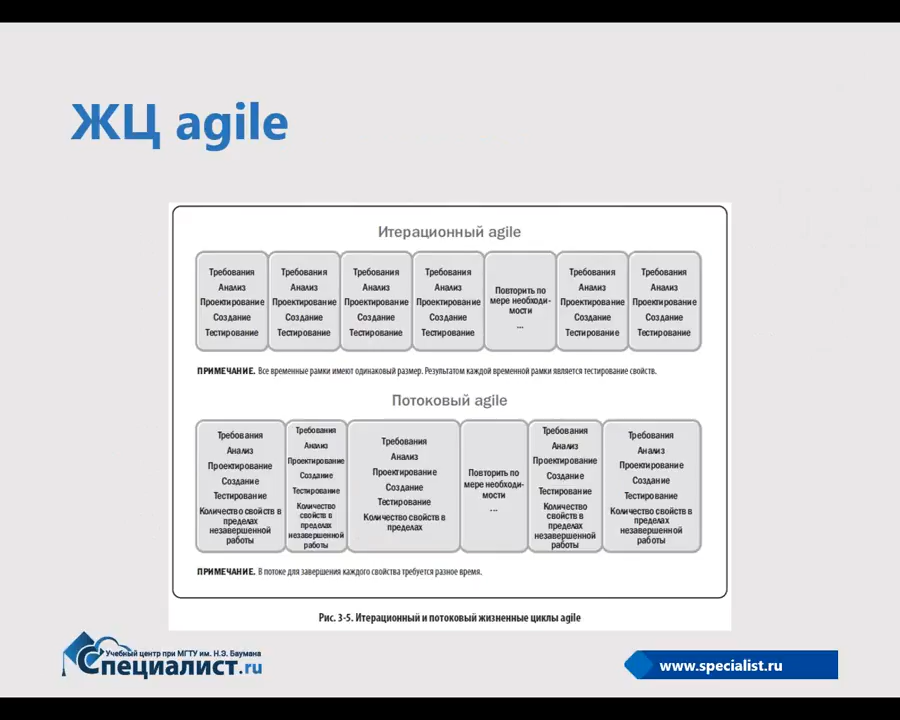 ЖЦ agile
Итерационный agile
Требования
Анализ
Проектирование
Создание
Тестирование
Требования
Анализ
Проектирование
Создание
Тестирование
Требования
Анализ
Проектирование
Создание
Тестирование
Требования
Анализ
Проектирование
Создание
Тестирование
Повторить по
мере необходи-
мости
...
Требования
Анализ
Проектирование
Создание
Тестирование
Требования
Анализ
Проектирование
Создание
Тестирование
ПРИМЕЧАНИЕ. Все временные рамки имеют одинаковый размер. Результатом каждой временной рамки является тестирование свойств.
Потоковый agile
Требования
Анализ
Проектирование
Создание
Тестирование
Количество свойств в
пределах
незавершенной
работы
Требования
Анализ
Проектирование
Создание
Тестирование
Количество
свойств в
пределах
незавершенной
работы
Требования
Анализ
Проектирование
Создание
Тестирование
Количество свойств в
пределах
Повторить по
мере необходи-
мости
...
Требования
Анализ
Проектирование
Создание
Тестирование
Количество
свойств в
пределах
незавершенной
работы
Требования
Анализ
Проектирование
Создание
Тестирование
Количество свойств в
пределах
незавершенной
работы
ПРИМЕЧАНИЕ. В потоке для завершения каждого свойства требуется разное время.
Рис. 3-5. Итерационный и потоковый жизненные циклы agile
Учебный центр при МГТУ им. Н.Э. Баумана
Специалист.ru
www.specialist.ru